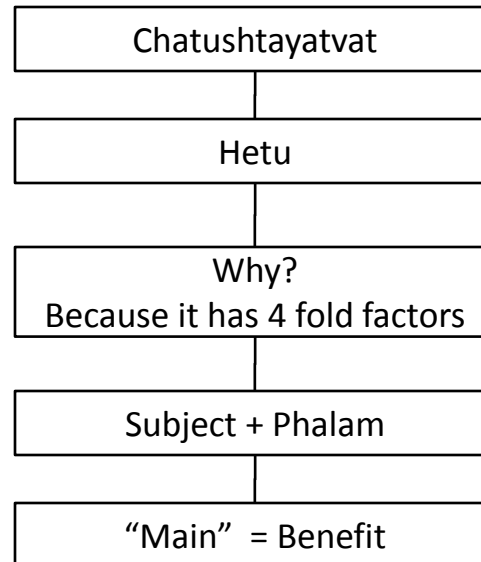 Chatushtayatvat
Hetu
Why?
Because it has 4 fold factors
Subject + Phalam
“Main” = Benefit